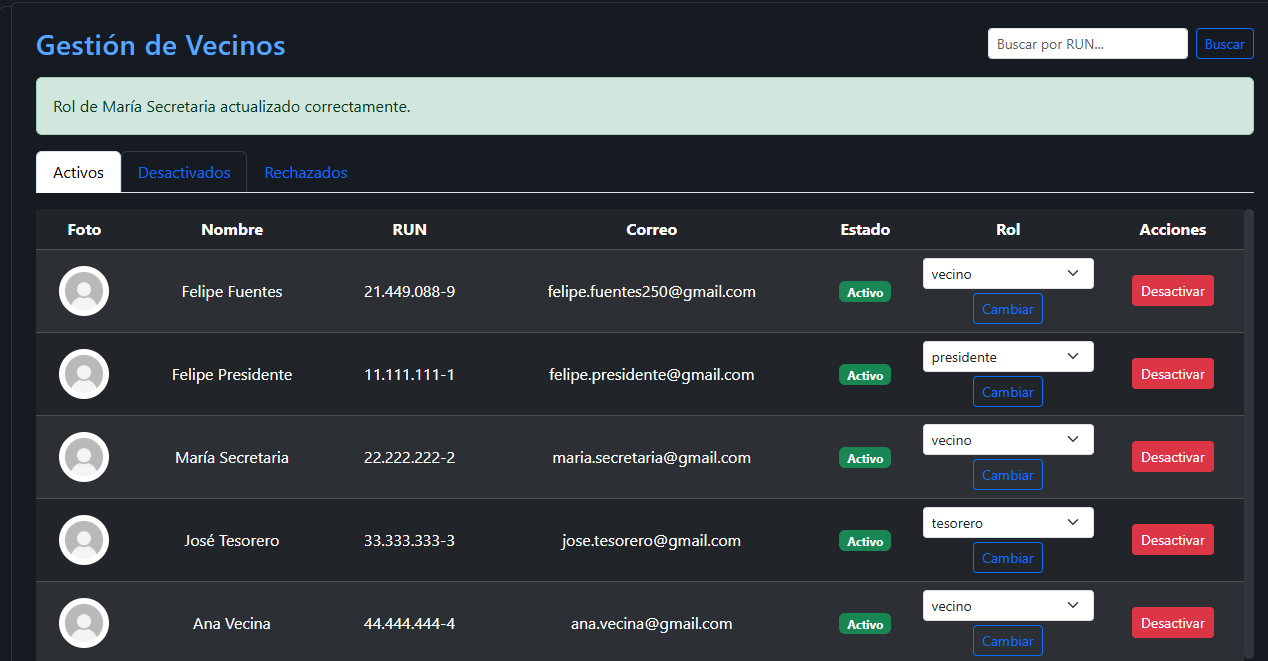 Gestión de Vecinos
Buscar por RUN... Buscar
Rol de María Secretaria actualizado correctamente.
Activos Desactivados Rechazados
Foto Nombre RUN Correo Estado Rol Acciones
Felipe Fuentes 21.449.088-9 felipe.fuentes250@gmail.com Activo vecino Desactivar
Cambiar
Felipe Presidente 11.111.111-1 felipe.presidente@gmail.com Activo presidente Desactivar
Cambiar
María Secretaria 22.222.222-2 maria.secretaria@gmail.com Activo vecino Desactivar
Cambiar
José Tesorero 33.333.333-3 jose.tesorero@gmail.com Activo tesorero Desactivar
Cambiar
Ana Vecina 44.444.444-4 ana.vecina@gmail.com Activo vecino Desactivar
Cambiar